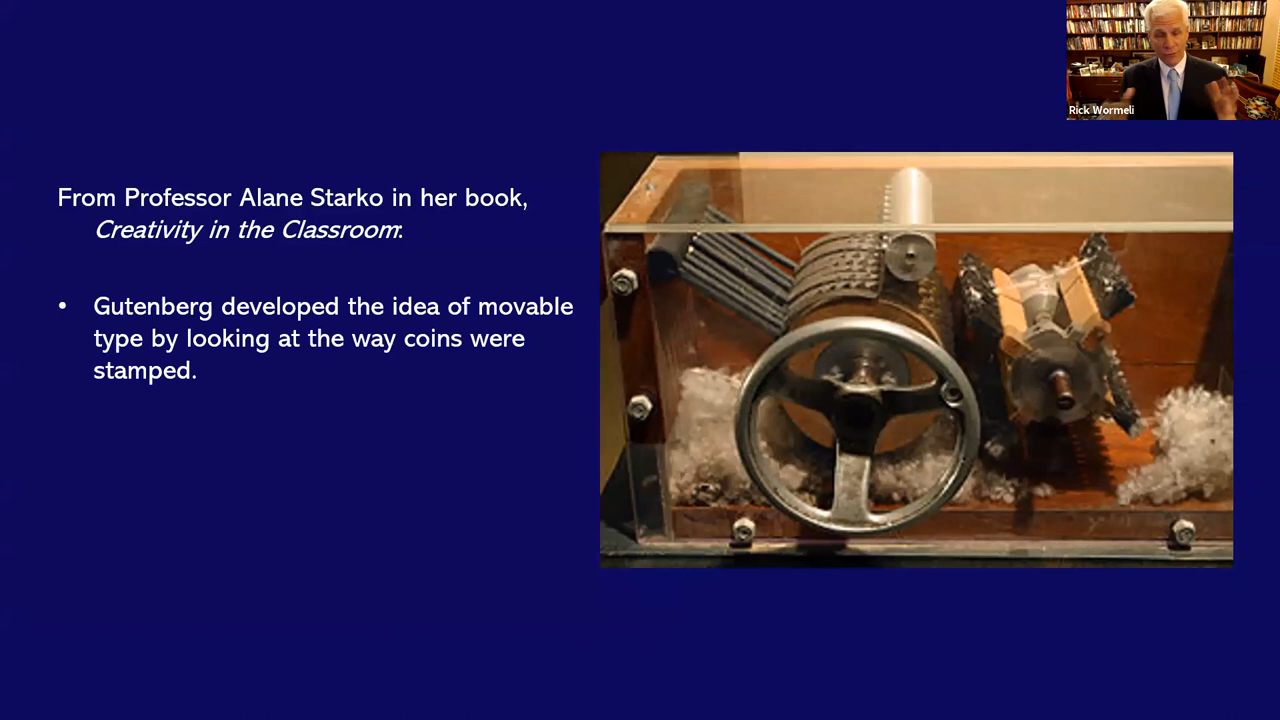 Rick Wormeli
From Professor Alane Starko in her book,
Creativity in the Classroom:
• Gutenberg developed the idea of movable
type by looking at the way coins were
stamped.